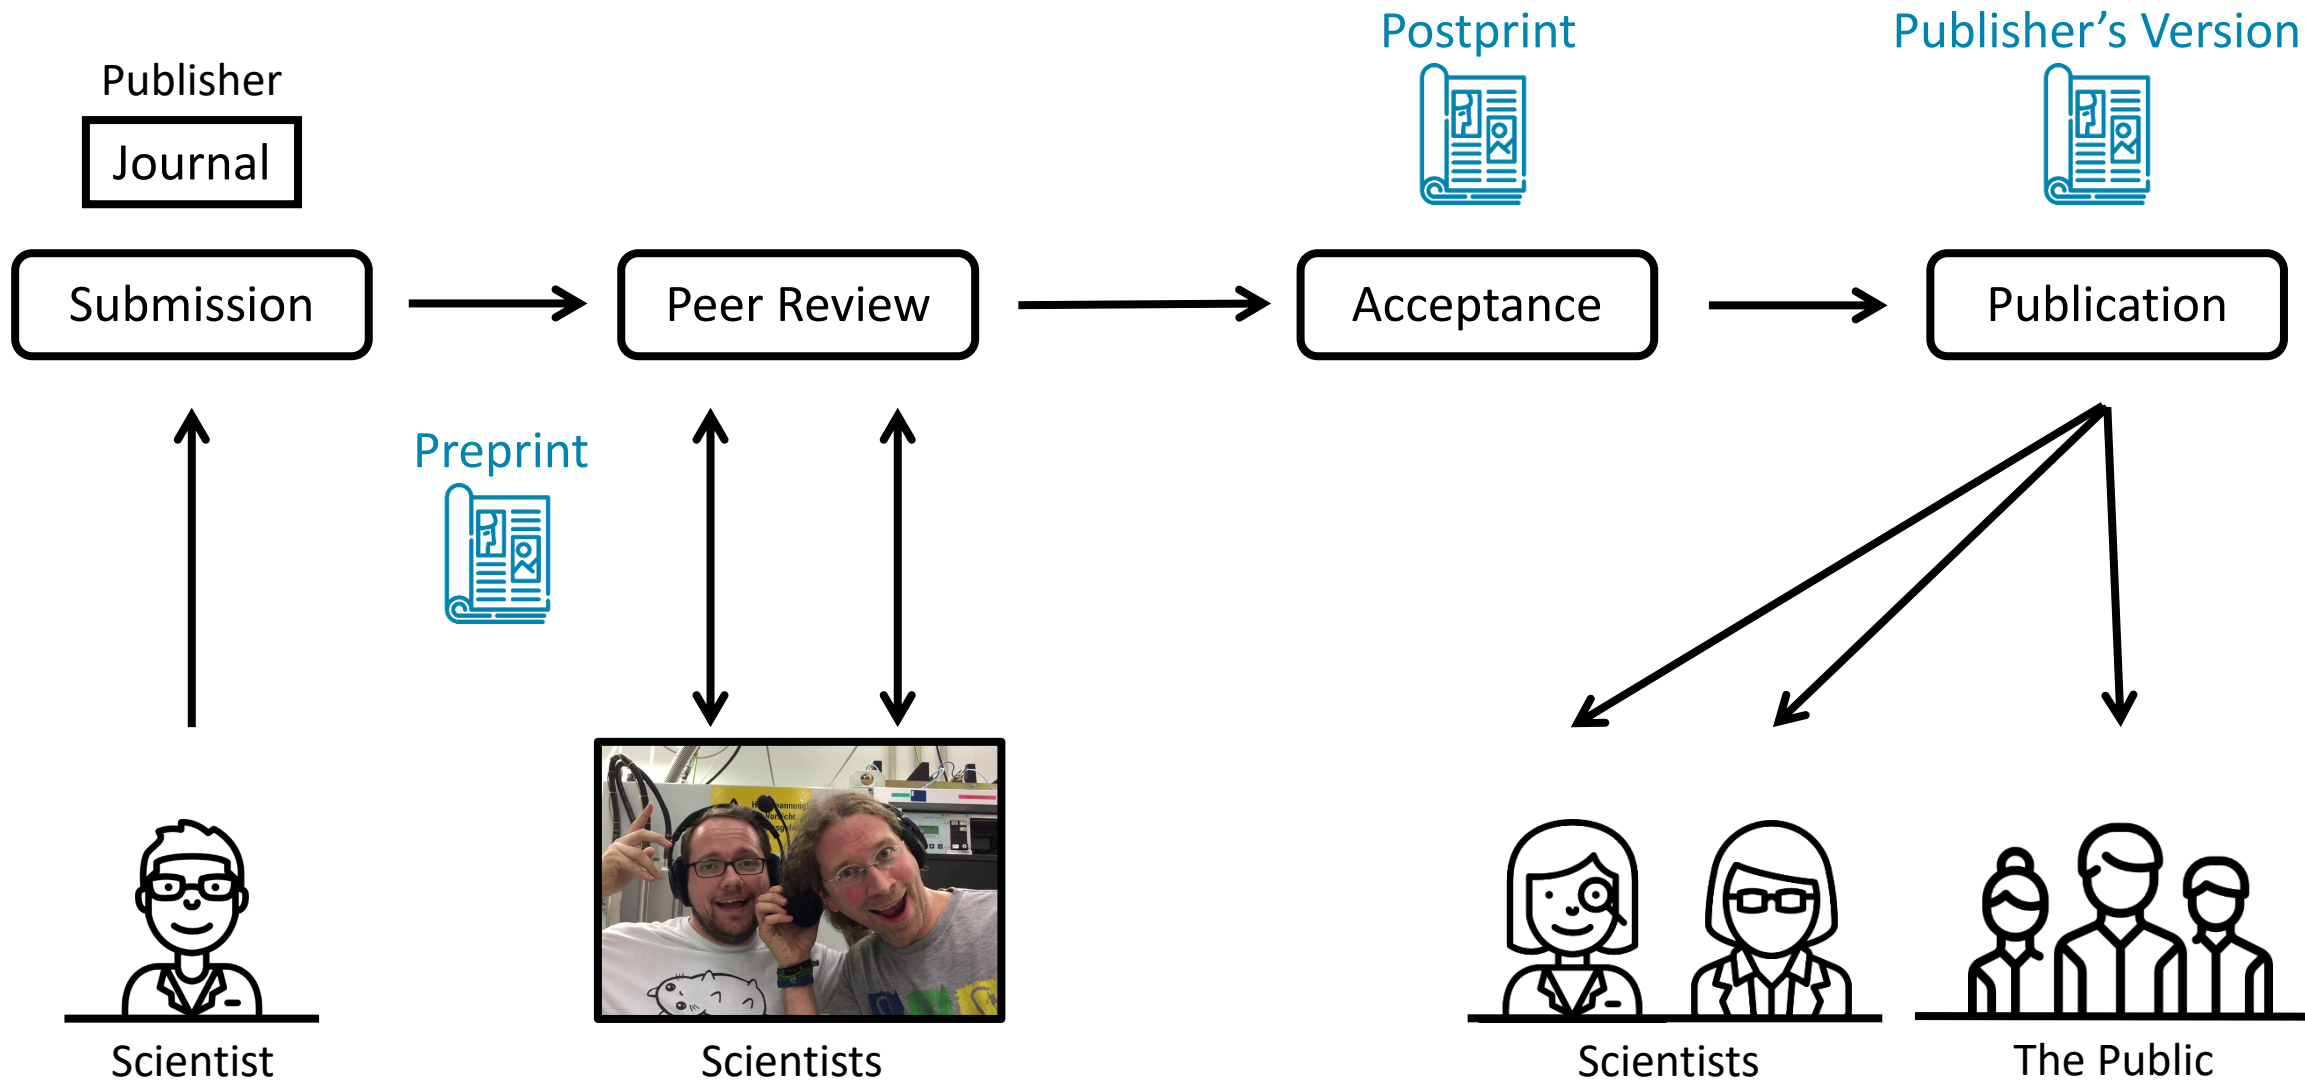 Postprint
Publisher’s Version
Publisher
Journal
Submission
Peer Review
Acceptance
Publication
Preprint
Scientist
Scientists
Scientists
The Public